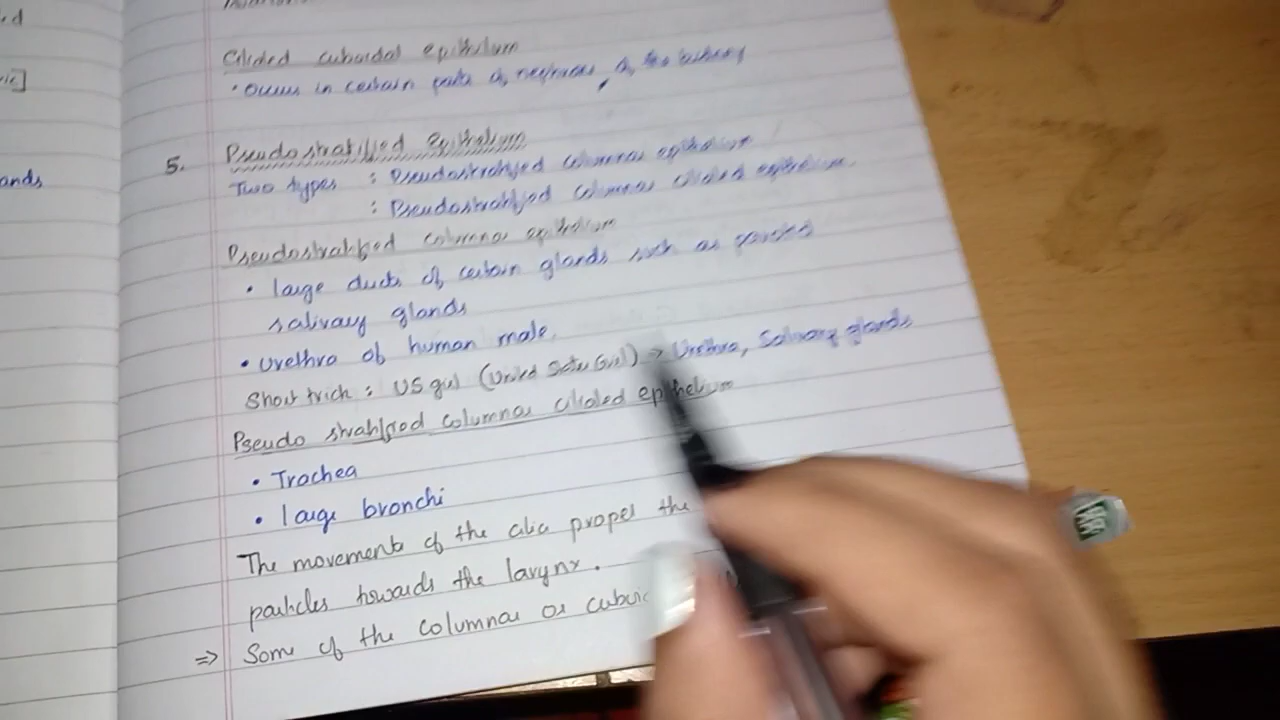 ands
Ciliated cuboidal epithelium
• Occurs in certain parts of nephrons of the kidney
5. Pseudostratified Epithelium
Two types : Pseudostratified columnar epithelium
: Pseudostratified columnar ciliated epithelium
Pseudostratified columnar epithelium
• large ducts of certain glands such as parotid
salivary glands
• urethra of human male.
Short trick : US gul (United States Gul) → Urethra, Salivary glands
Pseudo stratified columnar ciliated epithelium
• Trachea
• large bronchi
The movements of the cilia propel the
particles towards the larynx.
⇒ Some of the columnar or